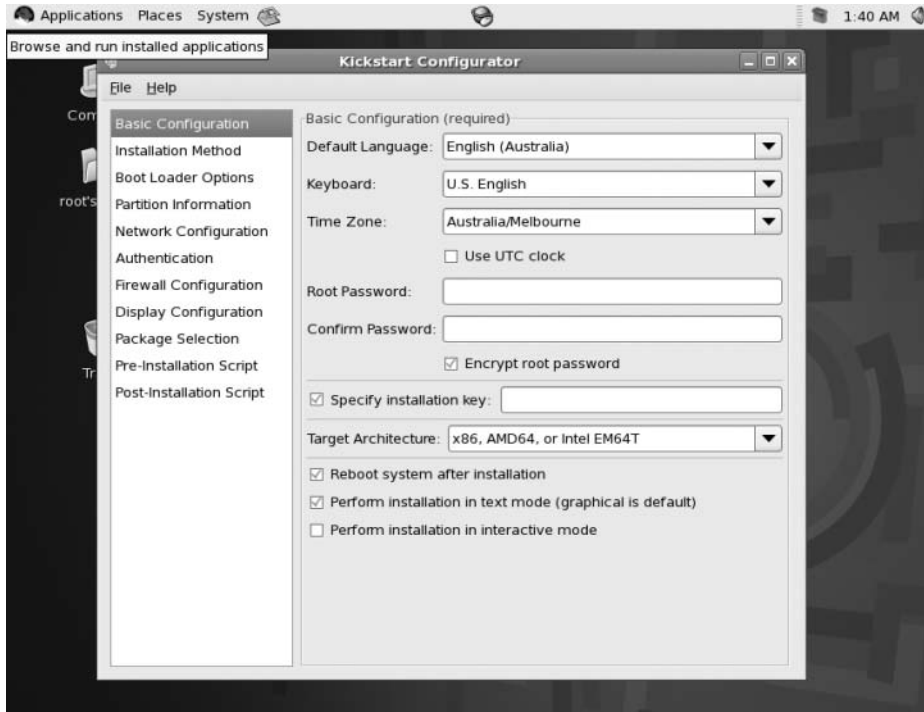 Applications Places System
1:40 AM
Browse and run installed applications
Kickstart Configurator
File Help
Com
root's
Tr
Basic Configuration
Installation Method
Boot Loader Options
Partition Information
Network Configuration
Authentication
Firewall Configuration
Display Configuration
Package Selection
Pre-Installation Script
Post-Installation Script
Basic Configuration (required)
Default Language: English (Australia)
Keyboard: U.S. English
Time Zone: Australia/Melbourne
Use UTC clock
Root Password:
Confirm Password:
Encrypt root password
Specify installation key:
Target Architecture: x86, AMD64, or Intel EM64T
Reboot system after installation
Perform installation in text mode (graphical is default)
Perform installation in interactive mode